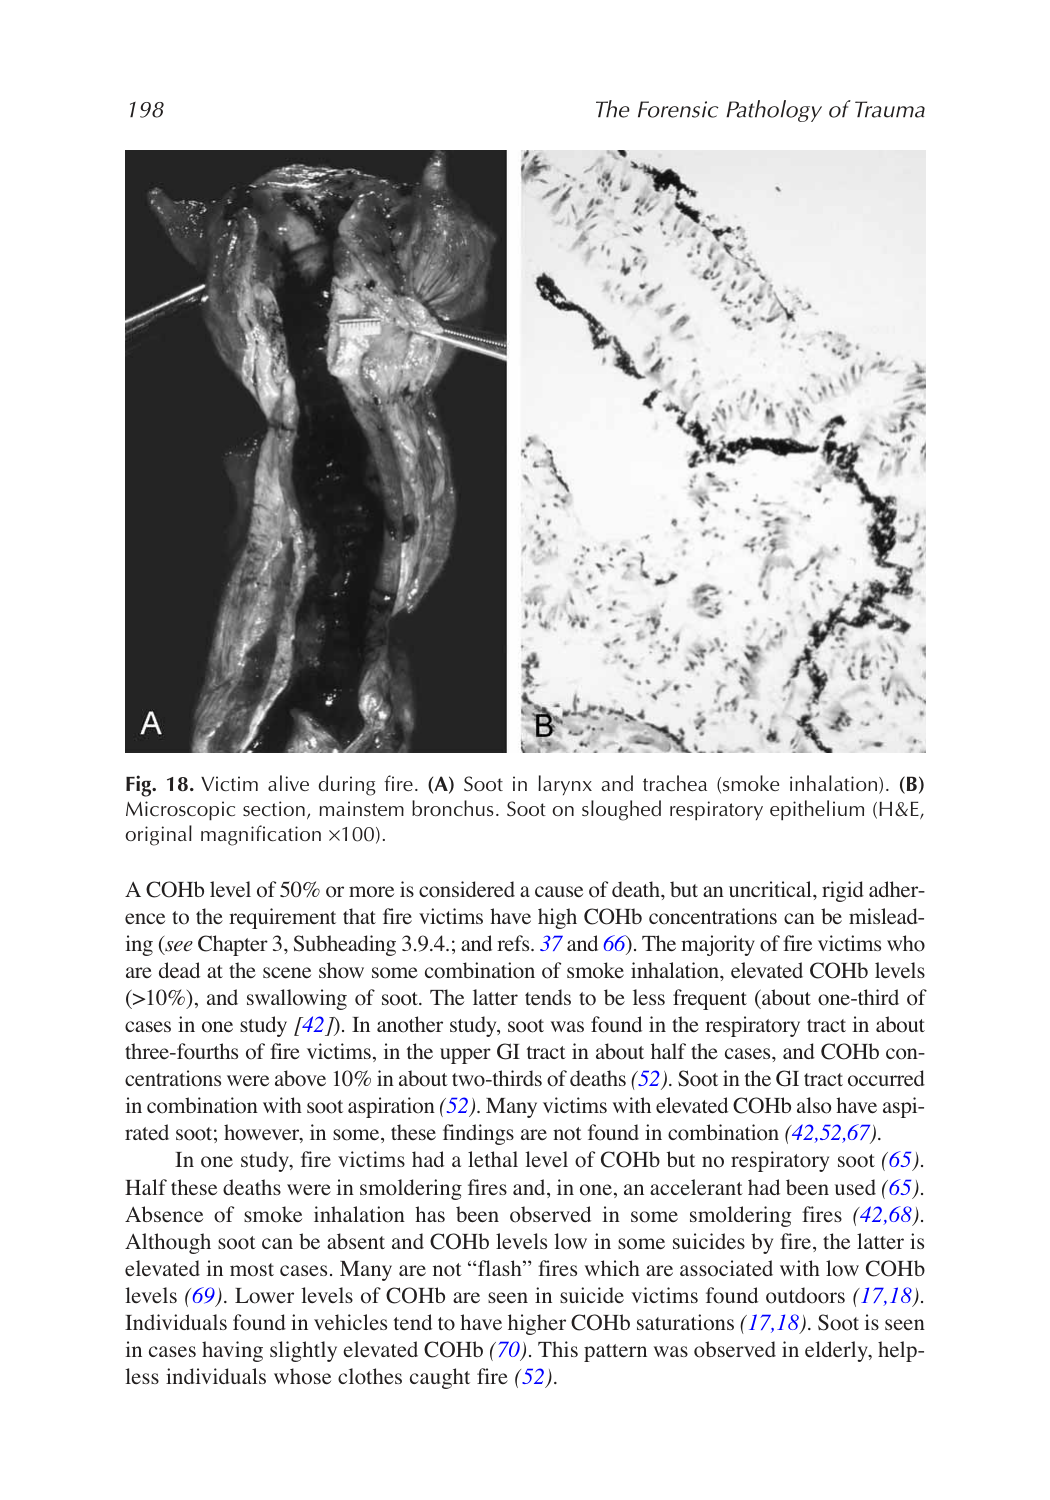 198
The Forensic Pathology of Trauma
A
B
Fig. 18. Victim alive during fire. (A) Soot in larynx and trachea (smoke inhalation). (B)
Microscopic section, mainstem bronchus. Soot on sloughed respiratory epithelium (H&E,
original magnification ×100).
A COHb level of 50% or more is considered a cause of death, but an uncritical, rigid adher-
ence to the requirement that fire victims have high COHb concentrations can be mislead-
ing (see Chapter 3, Subheading 3.9.4.; and refs. 37 and 66). The majority of fire victims who
are dead at the scene show some combination of smoke inhalation, elevated COHb levels
(>10%), and swallowing of soot. The latter tends to be less frequent (about one-third of
cases in one study [42]). In another study, soot was found in the respiratory tract in about
three-fourths of fire victims, in the upper GI tract in about half the cases, and COHb con-
centrations were above 10% in about two-thirds of deaths (52). Soot in the GI tract occurred
in combination with soot aspiration (52). Many victims with elevated COHb also have aspi-
rated soot; however, in some, these findings are not found in combination (42,52,67).
In one study, fire victims had a lethal level of COHb but no respiratory soot (65).
Half these deaths were in smoldering fires and, in one, an accelerant had been used (65).
Absence of smoke inhalation has been observed in some smoldering fires (42,68).
Although soot can be absent and COHb levels low in some suicides by fire, the latter is
elevated in most cases. Many are not “flash” fires which are associated with low COHb
levels (69). Lower levels of COHb are seen in suicide victims found outdoors (17,18).
Individuals found in vehicles tend to have higher COHb saturations (17,18). Soot is seen
in cases having slightly elevated COHb (70). This pattern was observed in elderly, help-
less individuals whose clothes caught fire (52).